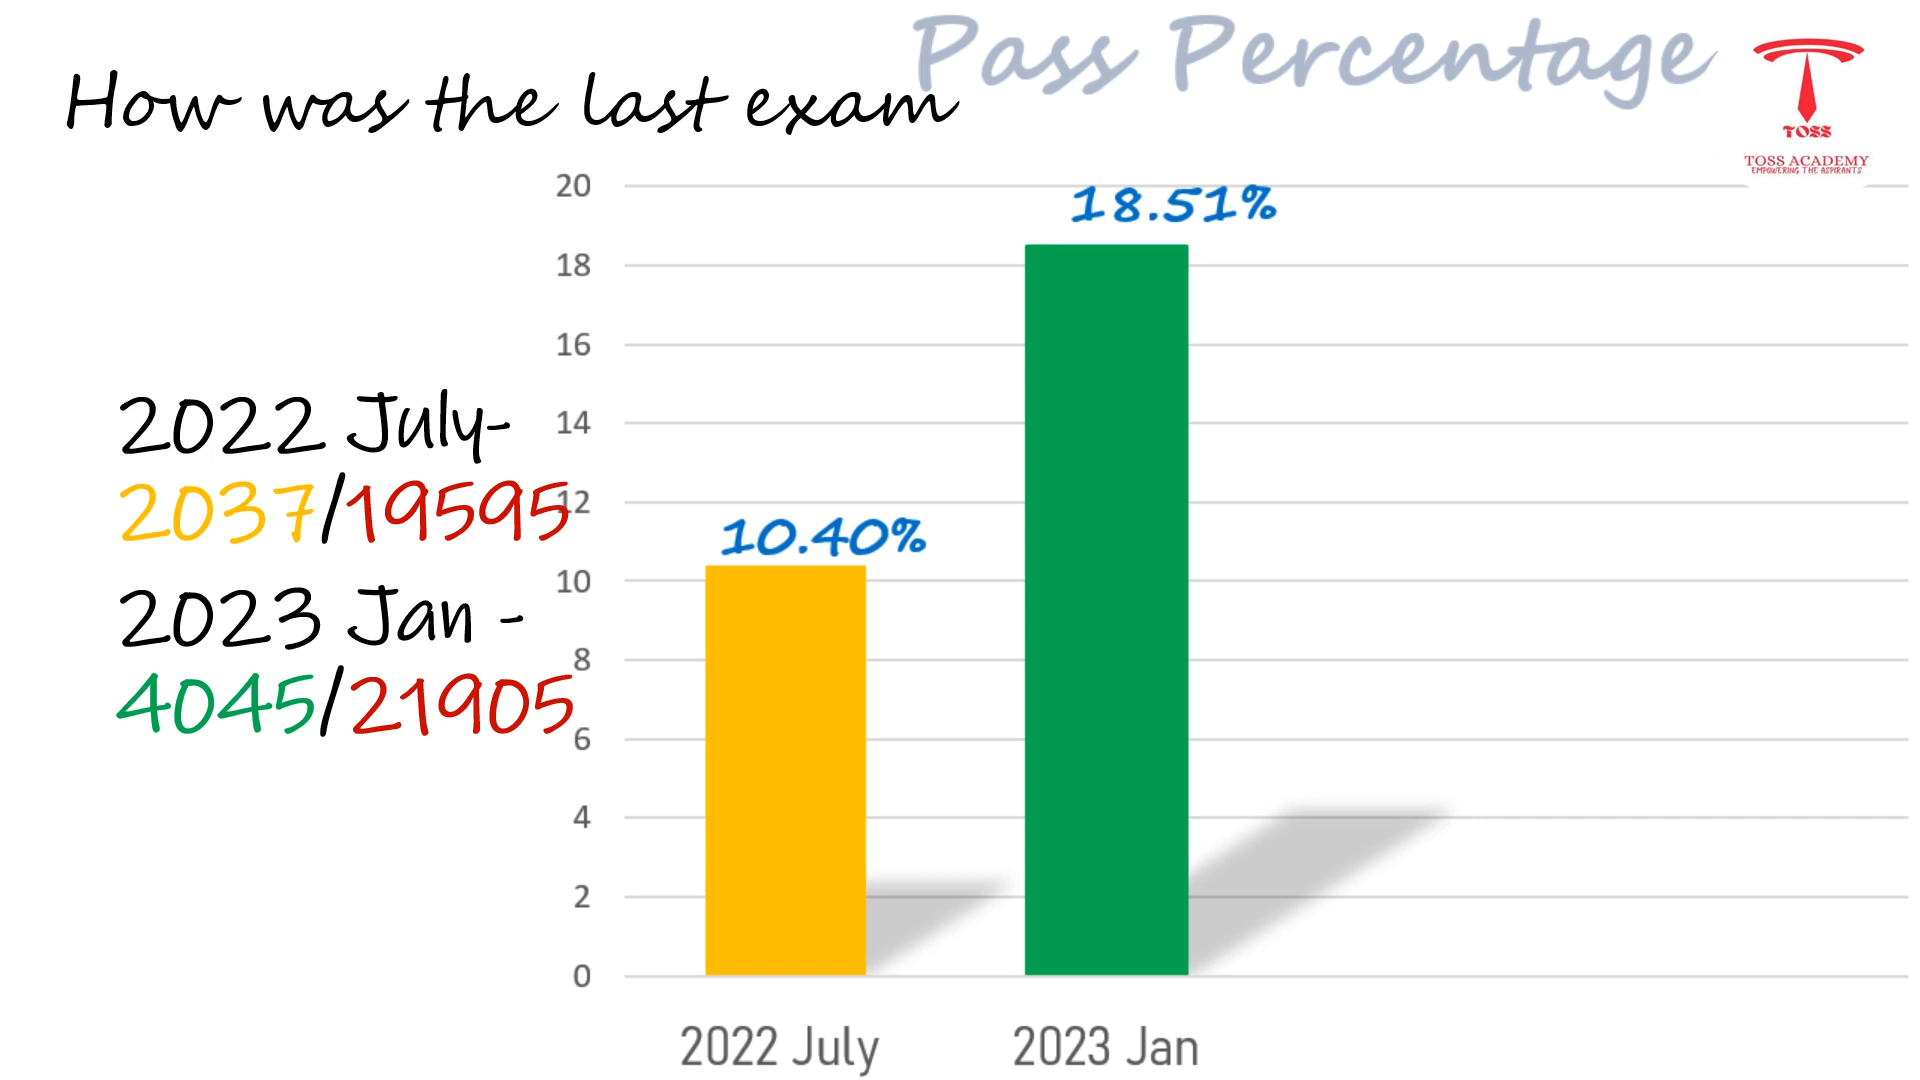 Pass Percentage
How was the last exam
TOSS
TOSS ACADEMY
EMPOWERING THE ASPIRANTS
2022 July-
2037/19595
2023 Jan -
4045/21905
20
18
16
14
12
10
8
6
4
2
0
18.51%
10.40%
2022 July
2023 Jan